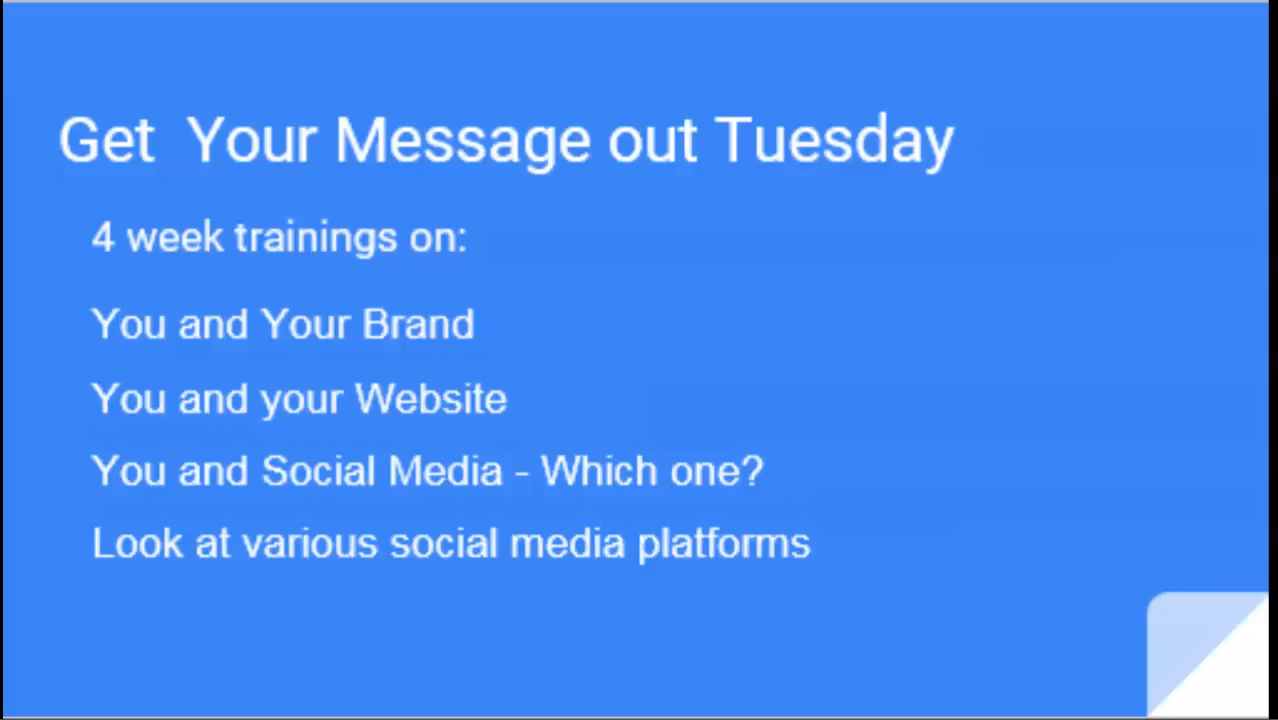 Get  Your Message out Tuesday
4 week trainings on:
You and Your Brand
You and your Website
You and Social Media - Which one?
Look at various social media platforms